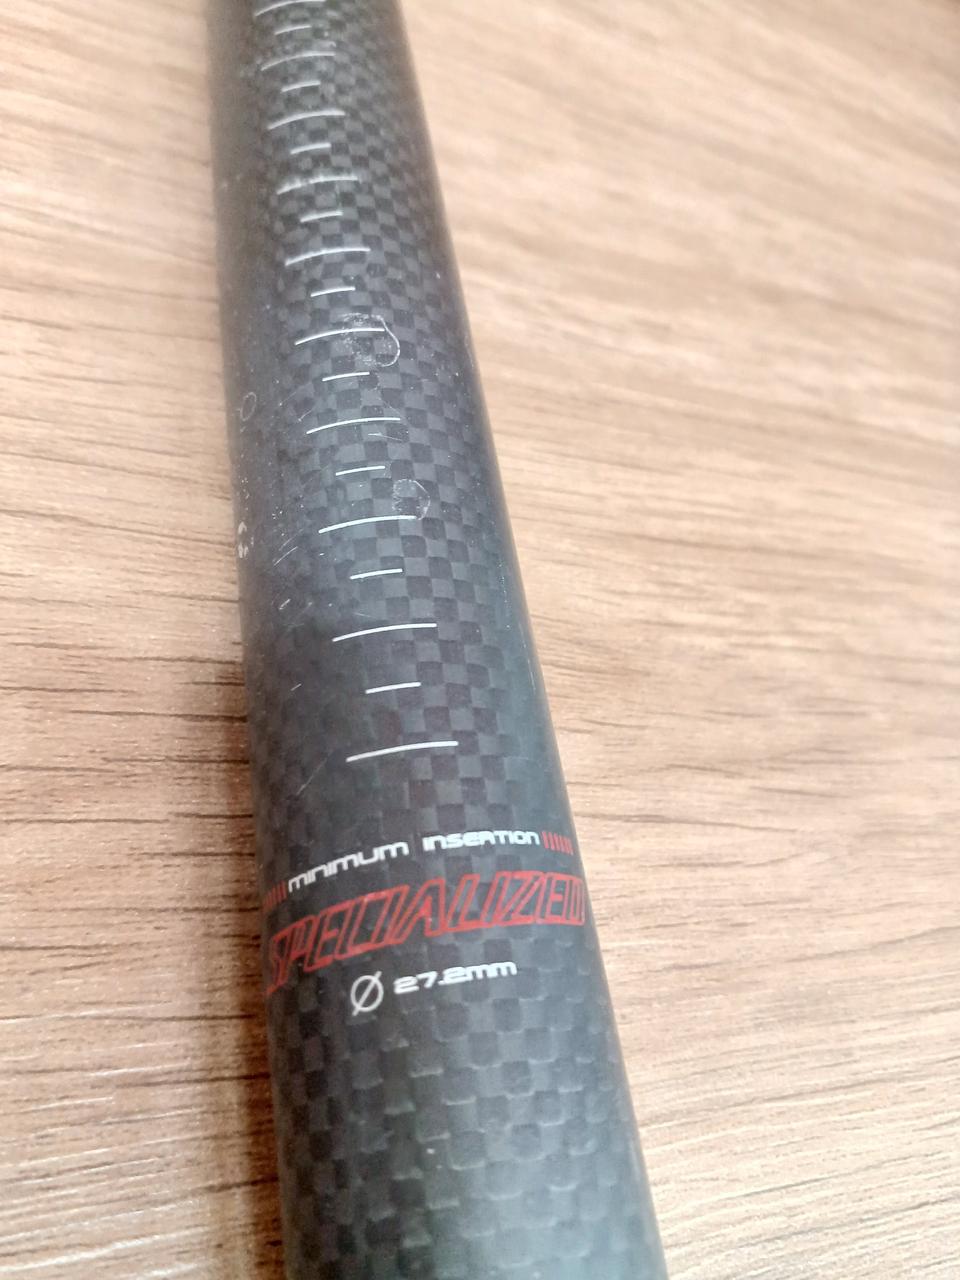 MINIMUM INSERTION
SPECIALIZED
Ø 27.2mm